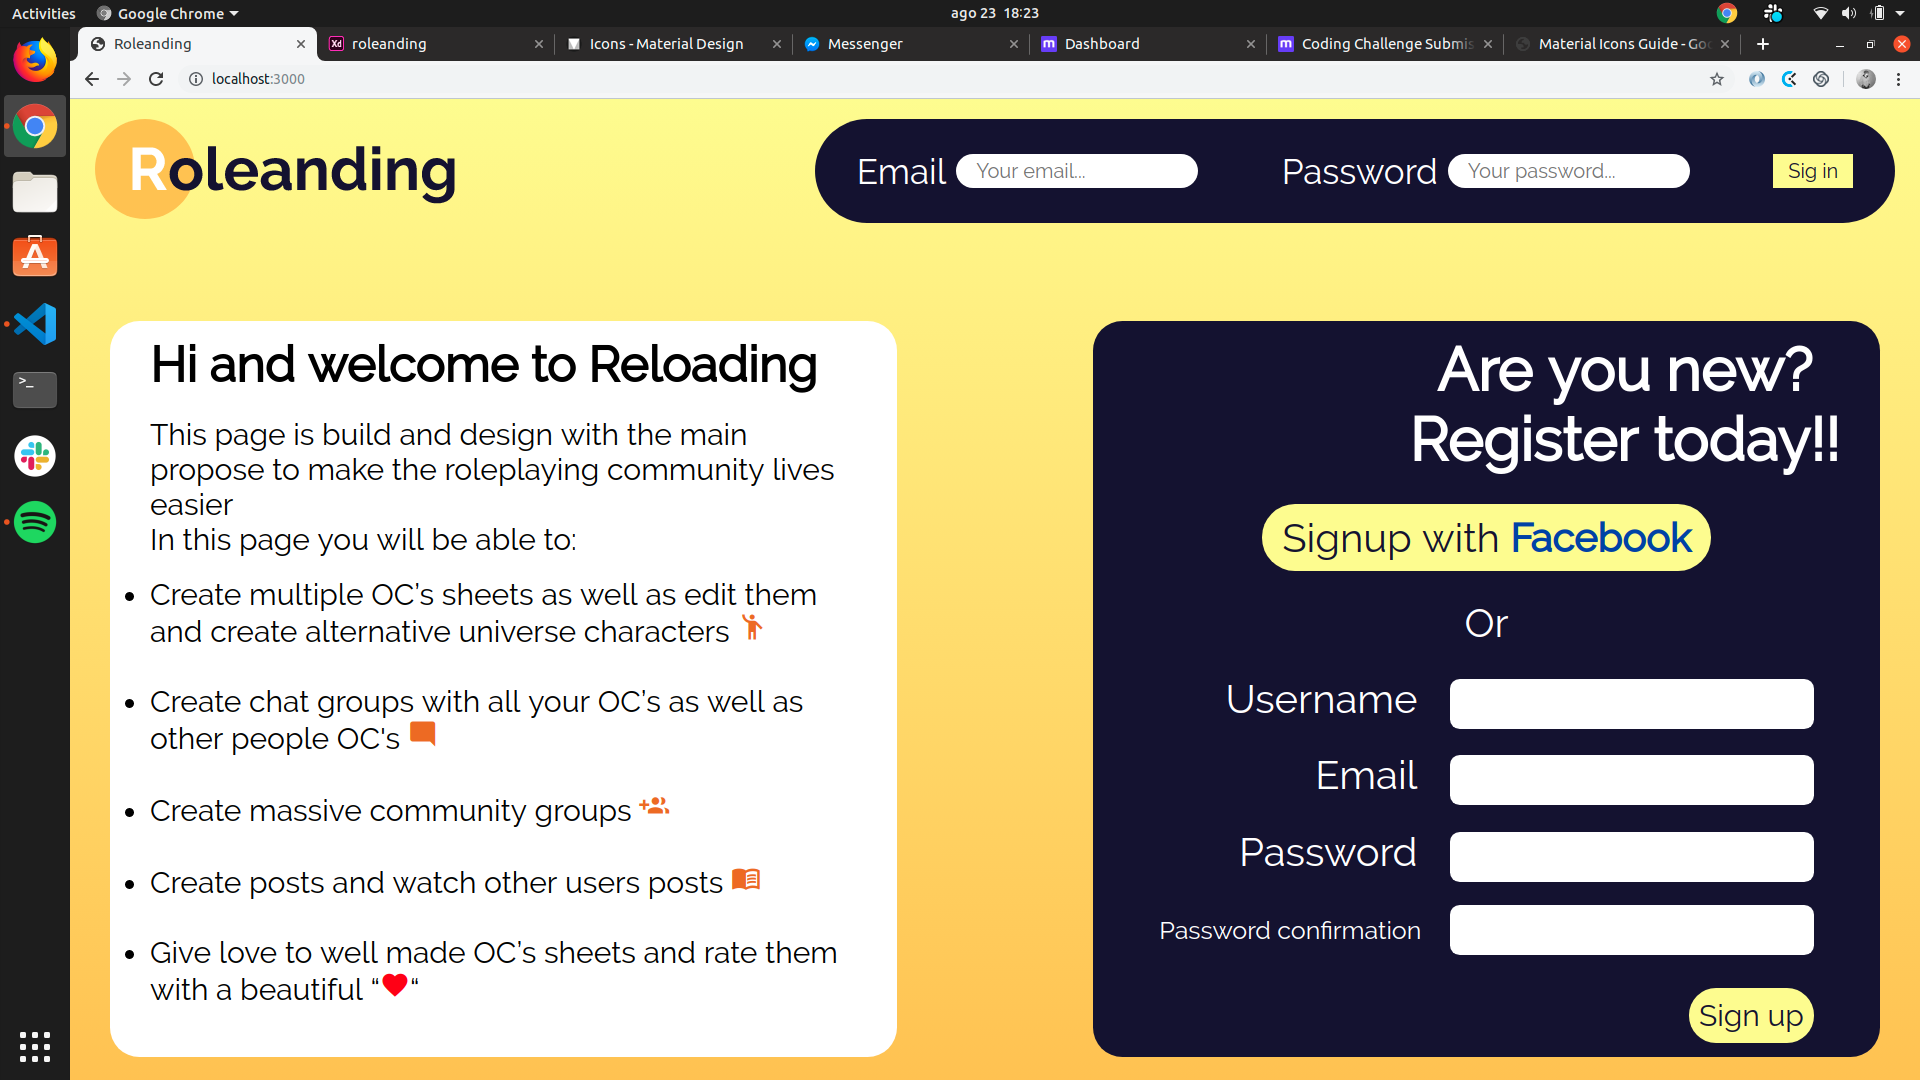 Activities
Google Chrome
ago 23 18:23
Roleanding
roleanding
Icons - Material Design
Messenger
Dashboard
Coding Challenge Submis
Material Icons Guide - Goo
localhost:3000
Roleanding
Email
Your email...
Password
Your password...
Sig in
Hi and welcome to Reloading
This page is build and design with the main
propose to make the roleplaying community lives
easier
In this page you will be able to:
Create multiple OC’s sheets as well as edit them
and create alternative universe characters
Create chat groups with all your OC’s as well as
other people OC's
Create massive community groups
Create posts and watch other users posts
Give love to well made OC’s sheets and rate them
with a beautiful “ “
Are you new?
Register today!!
Signup with Facebook
Or
Username
Email
Password
Password confirmation
Sign up